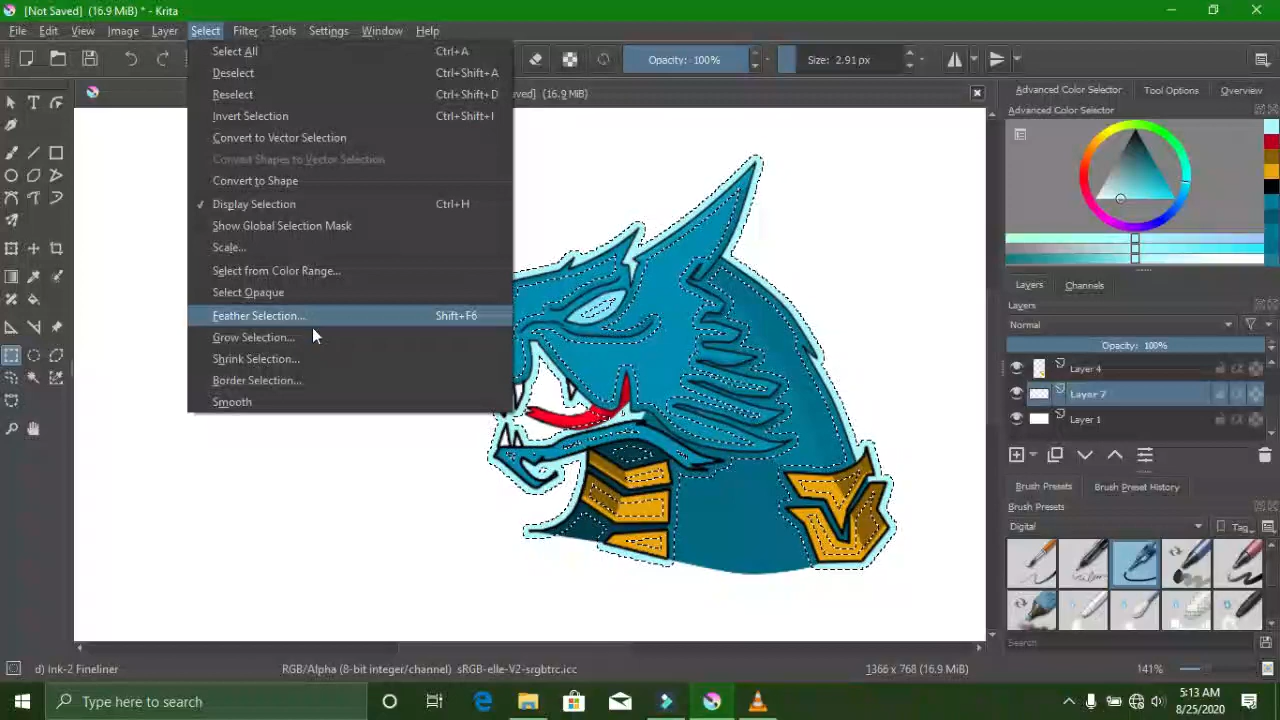 [Not Saved] (16.9 MiB) * - Krita
File Edit View Image Layer Select Filter Tools Settings Window Help
Opacity: 100% Size: 2.91 px
Select All Ctrl+A
Deselect Ctrl+Shift+A
Reselect Ctrl+Shift+D
Invert Selection Ctrl+Shift+I
Convert to Vector Selection
Convert Shapes to Vector Selection
Convert to Shape
Display Selection Ctrl+H
Show Global Selection Mask
Scale...
Select from Color Range...
Select Opaque
Feather Selection... Shift+F6
Grow Selection...
Shrink Selection...
Border Selection...
Smooth
ed] (16.9 MiB)
Advanced Color Selector Tool Options Overview
Advanced Color Selector
Layers Channels
Layers
Normal
Opacity: 100%
Layer 4
Layer 7
Layer 1
Brush Presets Brush Preset History
Brush Presets
Digital Tag
Search
d) Ink-2 Fineliner RGB/Alpha (8-bit integer/channel) sRGB-elle-V2-srgbtrc.icc 1366 x 768 (16.9 MiB) 141%
Type here to search
5:13 AM
8/25/2020